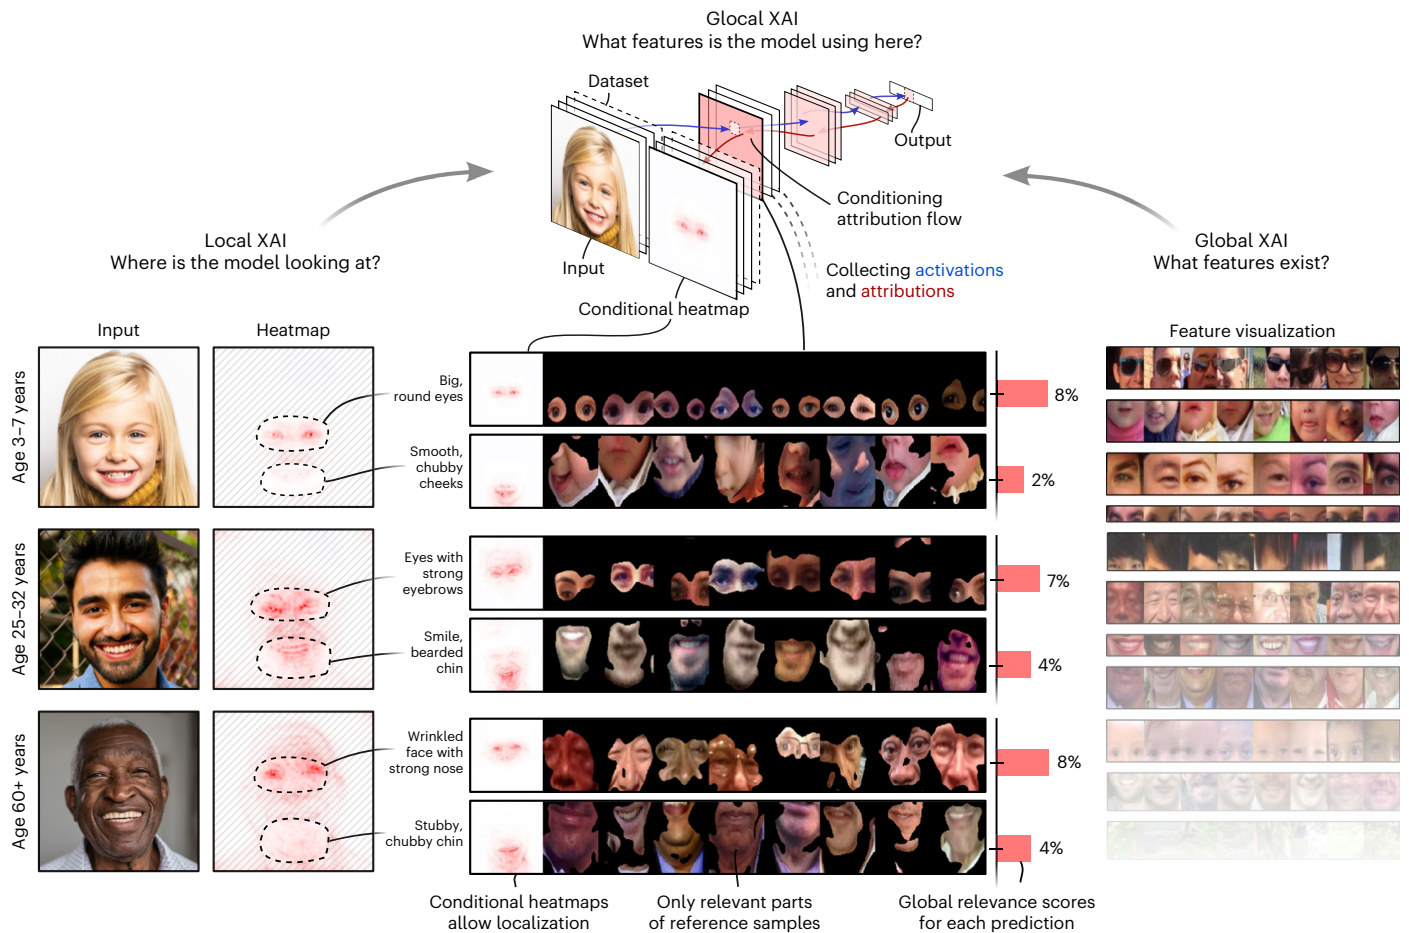 Glocal XAI
What features is the model using here?
Dataset
Output
Conditioning
attribution flow
Input
Collecting activations
and attributions
Conditional heatmap
Local XAI
Where is the model looking at?
Global XAI
What features exist?
Input
Heatmap
Feature visualization
Age 3–7 years
Big,
round eyes
8%
Smooth,
chubby
cheeks
2%
Age 25–32 years
Eyes with
strong
eyebrows
7%
Smile,
bearded
chin
4%
Age 60+ years
Wrinkled
face with
strong nose
8%
Stubby,
chubby chin
4%
Conditional heatmaps
allow localization
Only relevant parts
of reference samples
Global relevance scores
for each prediction